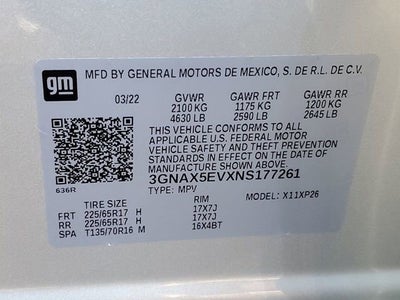 gm MFD BY GENERAL MOTORS DE MEXICO, S. DE R.L. DE C.V.
03/22 GVWR GAWR FRT GAWR RR
2100 KG 1175 KG 1200 KG
4630 LB 2590 LB 2645 LB
THIS VEHICLE CONFORMS TO ALL
APPLICABLE U.S. FEDERAL MOTOR
VEHICLE SAFETY AND THEFT PREVENTION
STANDARDS IN EFFECT ON THE DATE OF
MANUFACTURE SHOWN ABOVE.
3GNAX5EVXNS177261
636R TYPE: MPV MODEL: X11XP26
TIRE SIZE RIM
FRT 225/65R17 H 17X7J
RR 225/65R17 H 17X7J
SPA T135/70R16 M 16X4BT